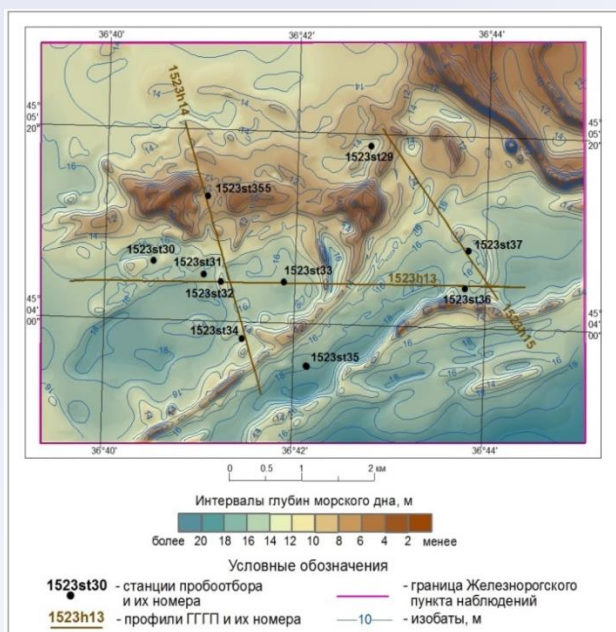 36°40' 36°42' 36°44'
1523h14
45° 05' 20" 45° 05' 20"
1523st29
1523st355
1523st30
1523st37
1523st31
1523st33 1523h13
1523st32
1523st36
45° 04' 00" 45° 04' 00"
1523h15
1523st34
1523st35
36°40' 36°42' 36°44'
0 0.5 1 2 км
Интервалы глубин морского дна, м
более 20 18 16 14 12 10 8 6 4 2 менее
Условные обозначения
1523st30 - станции пробоотбора и их номера
- граница Железнорогского пункта наблюдений
1523h13 - профили ГГГП и их номера
—10— - изобаты, м